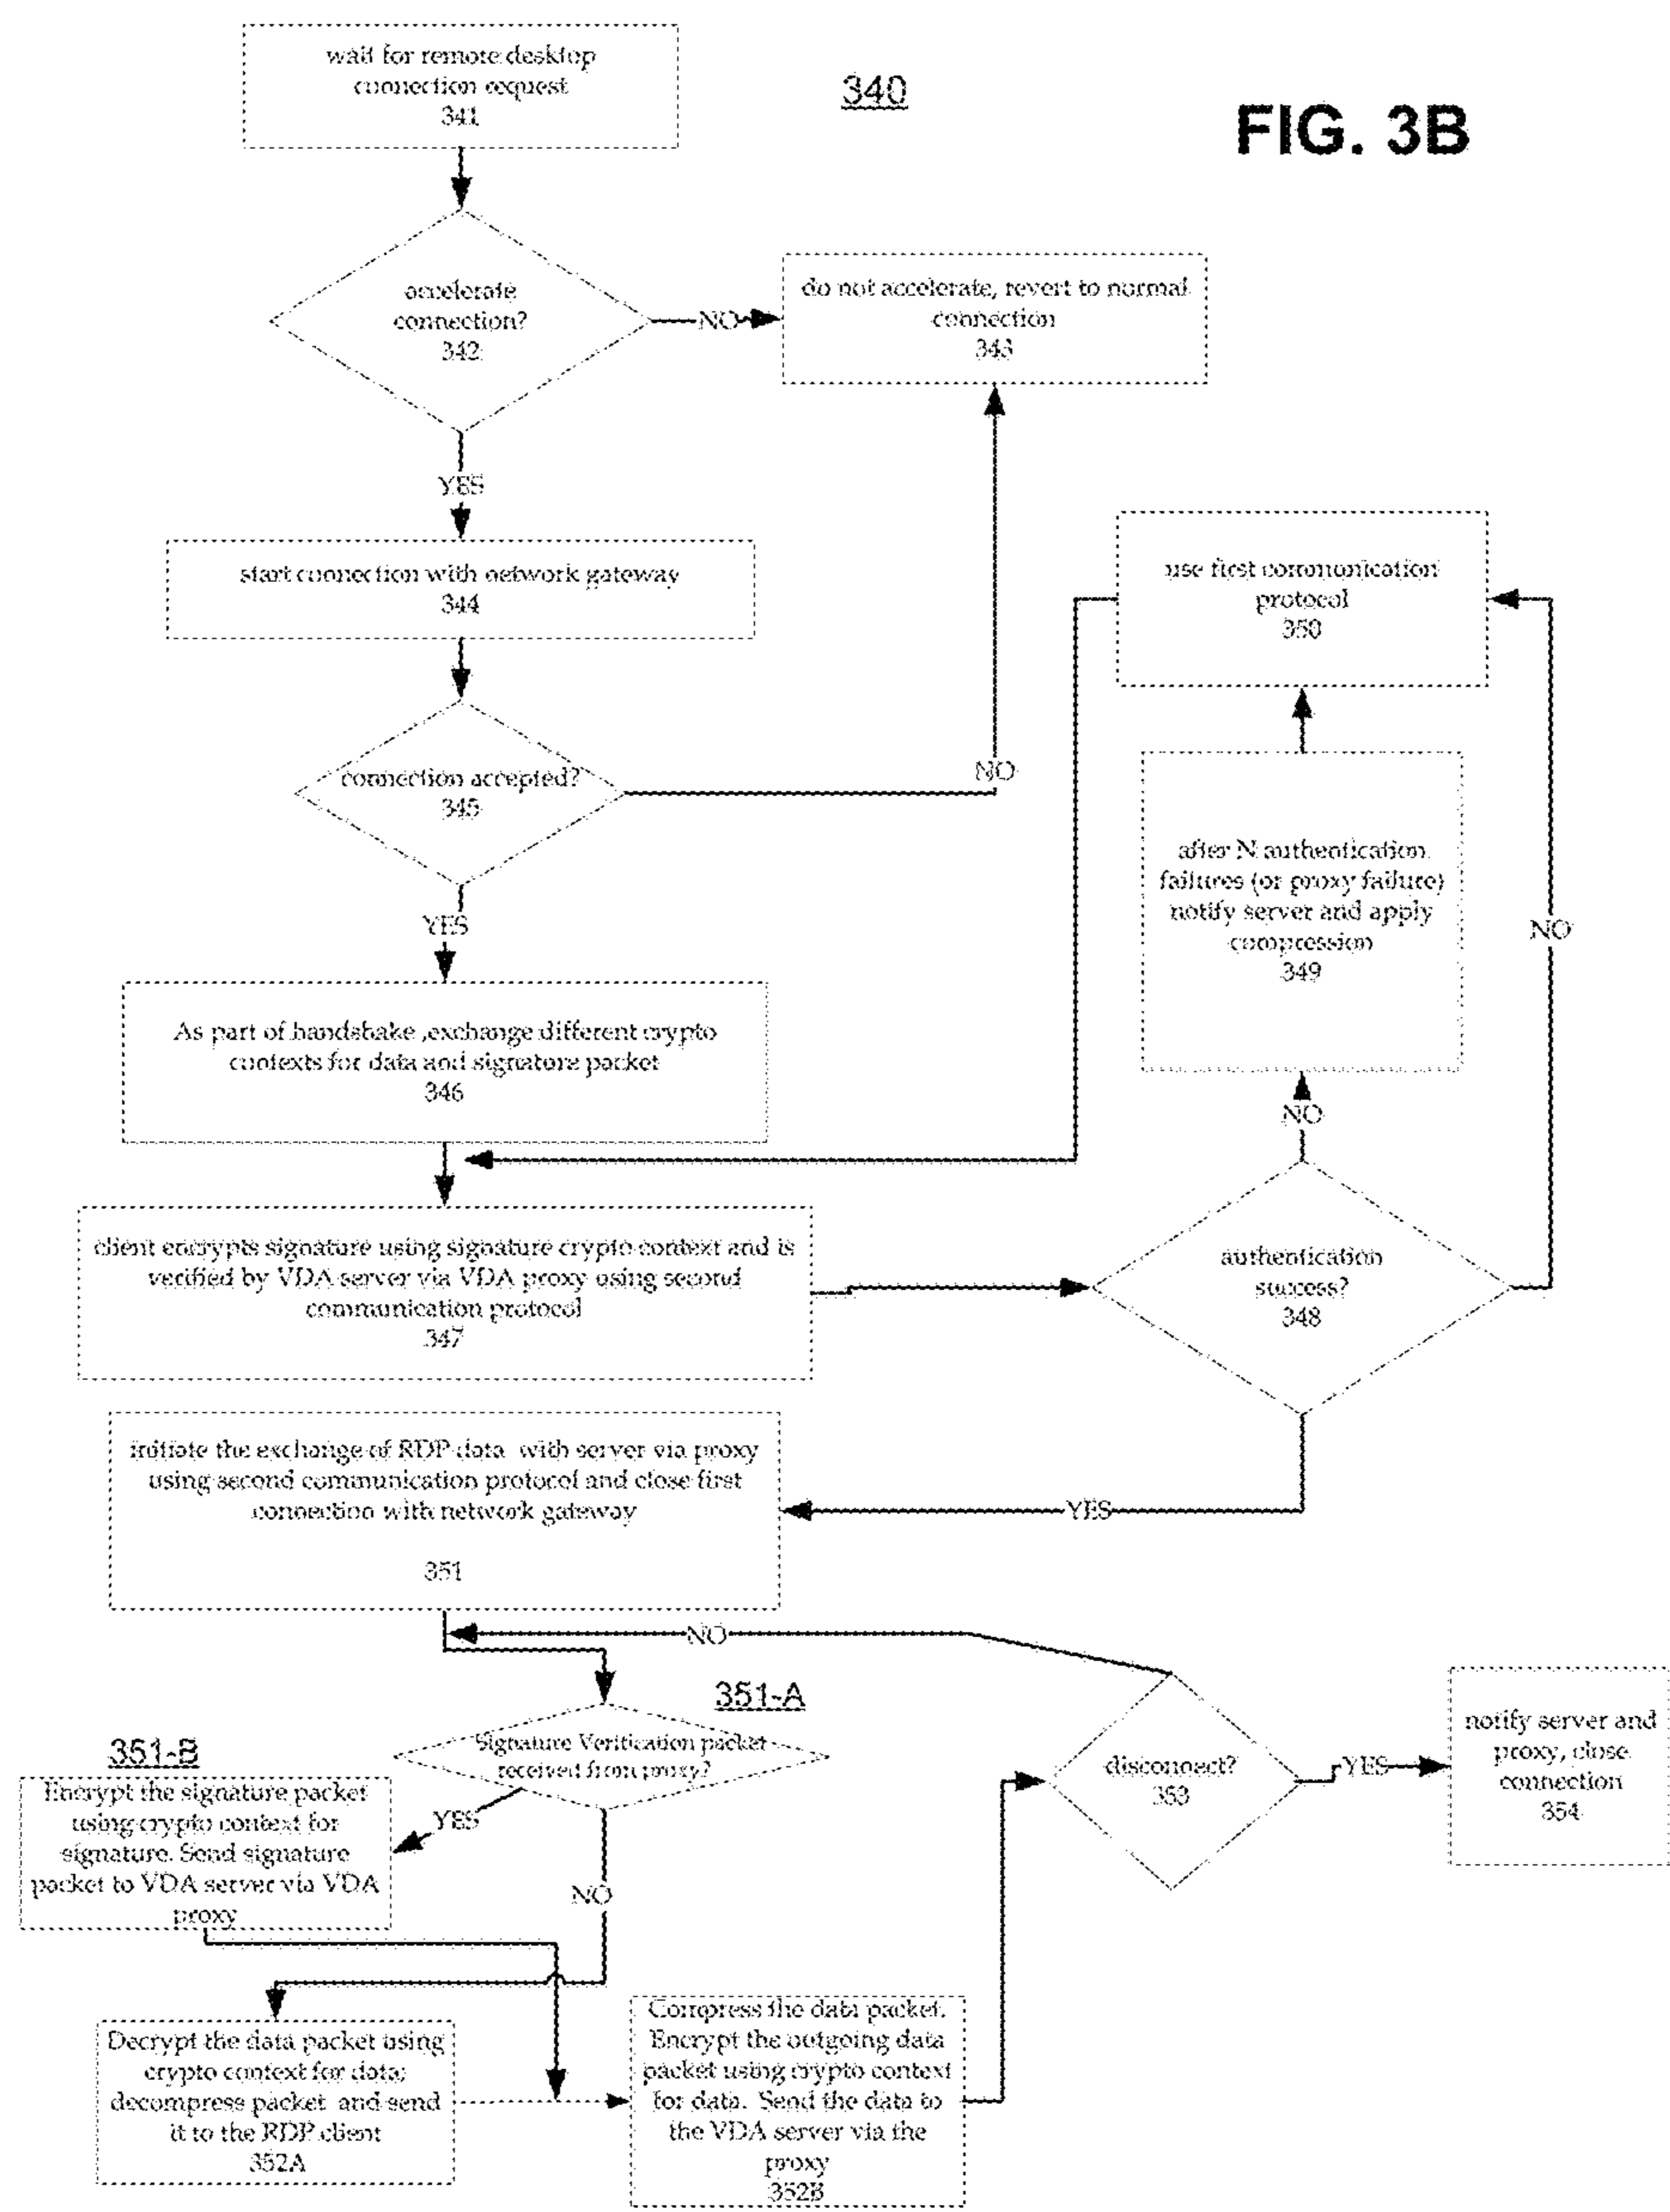 wait for remote desktop
connection request
341
340
FIG. 3B
accelerate
connection?
342
NO
do not accelerate, revert to normal
connection
343
YES
start connection with network gateway
344
use first communication
protocol
350
connection accepted?
345
NO
YES
after N authentication
failures (or proxy failure)
notify server and apply
compression
349
NO
As part of handshake ,exchange different crypto
contexts for data and signature packet
346
NO
client encrypts signature using signature crypto context and is
verified by VDA server via VDA proxy using second
communication protocol
347
authentication
success?
348
initiate the exchange of RDP data with server via proxy
using second communication protocol and close first
connection with network gateway
351
YES
NO
351-A
Signature Verification packet
received from proxy?
351-B
Encrypt the signature packet
using crypto context for
signature. Send signature
packet to VDA server via VDA
proxy
YES
NO
disconnect?
353
YES
notify server and
proxy, close
connection
354
Decrypt the data packet using
crypto context for data;
decompress packet and send
it to the RDP client
352A
Compress the data packet.
Encrypt the outgoing data
packet using crypto context
for data. Send the data to
the VDA server via the
proxy
352B